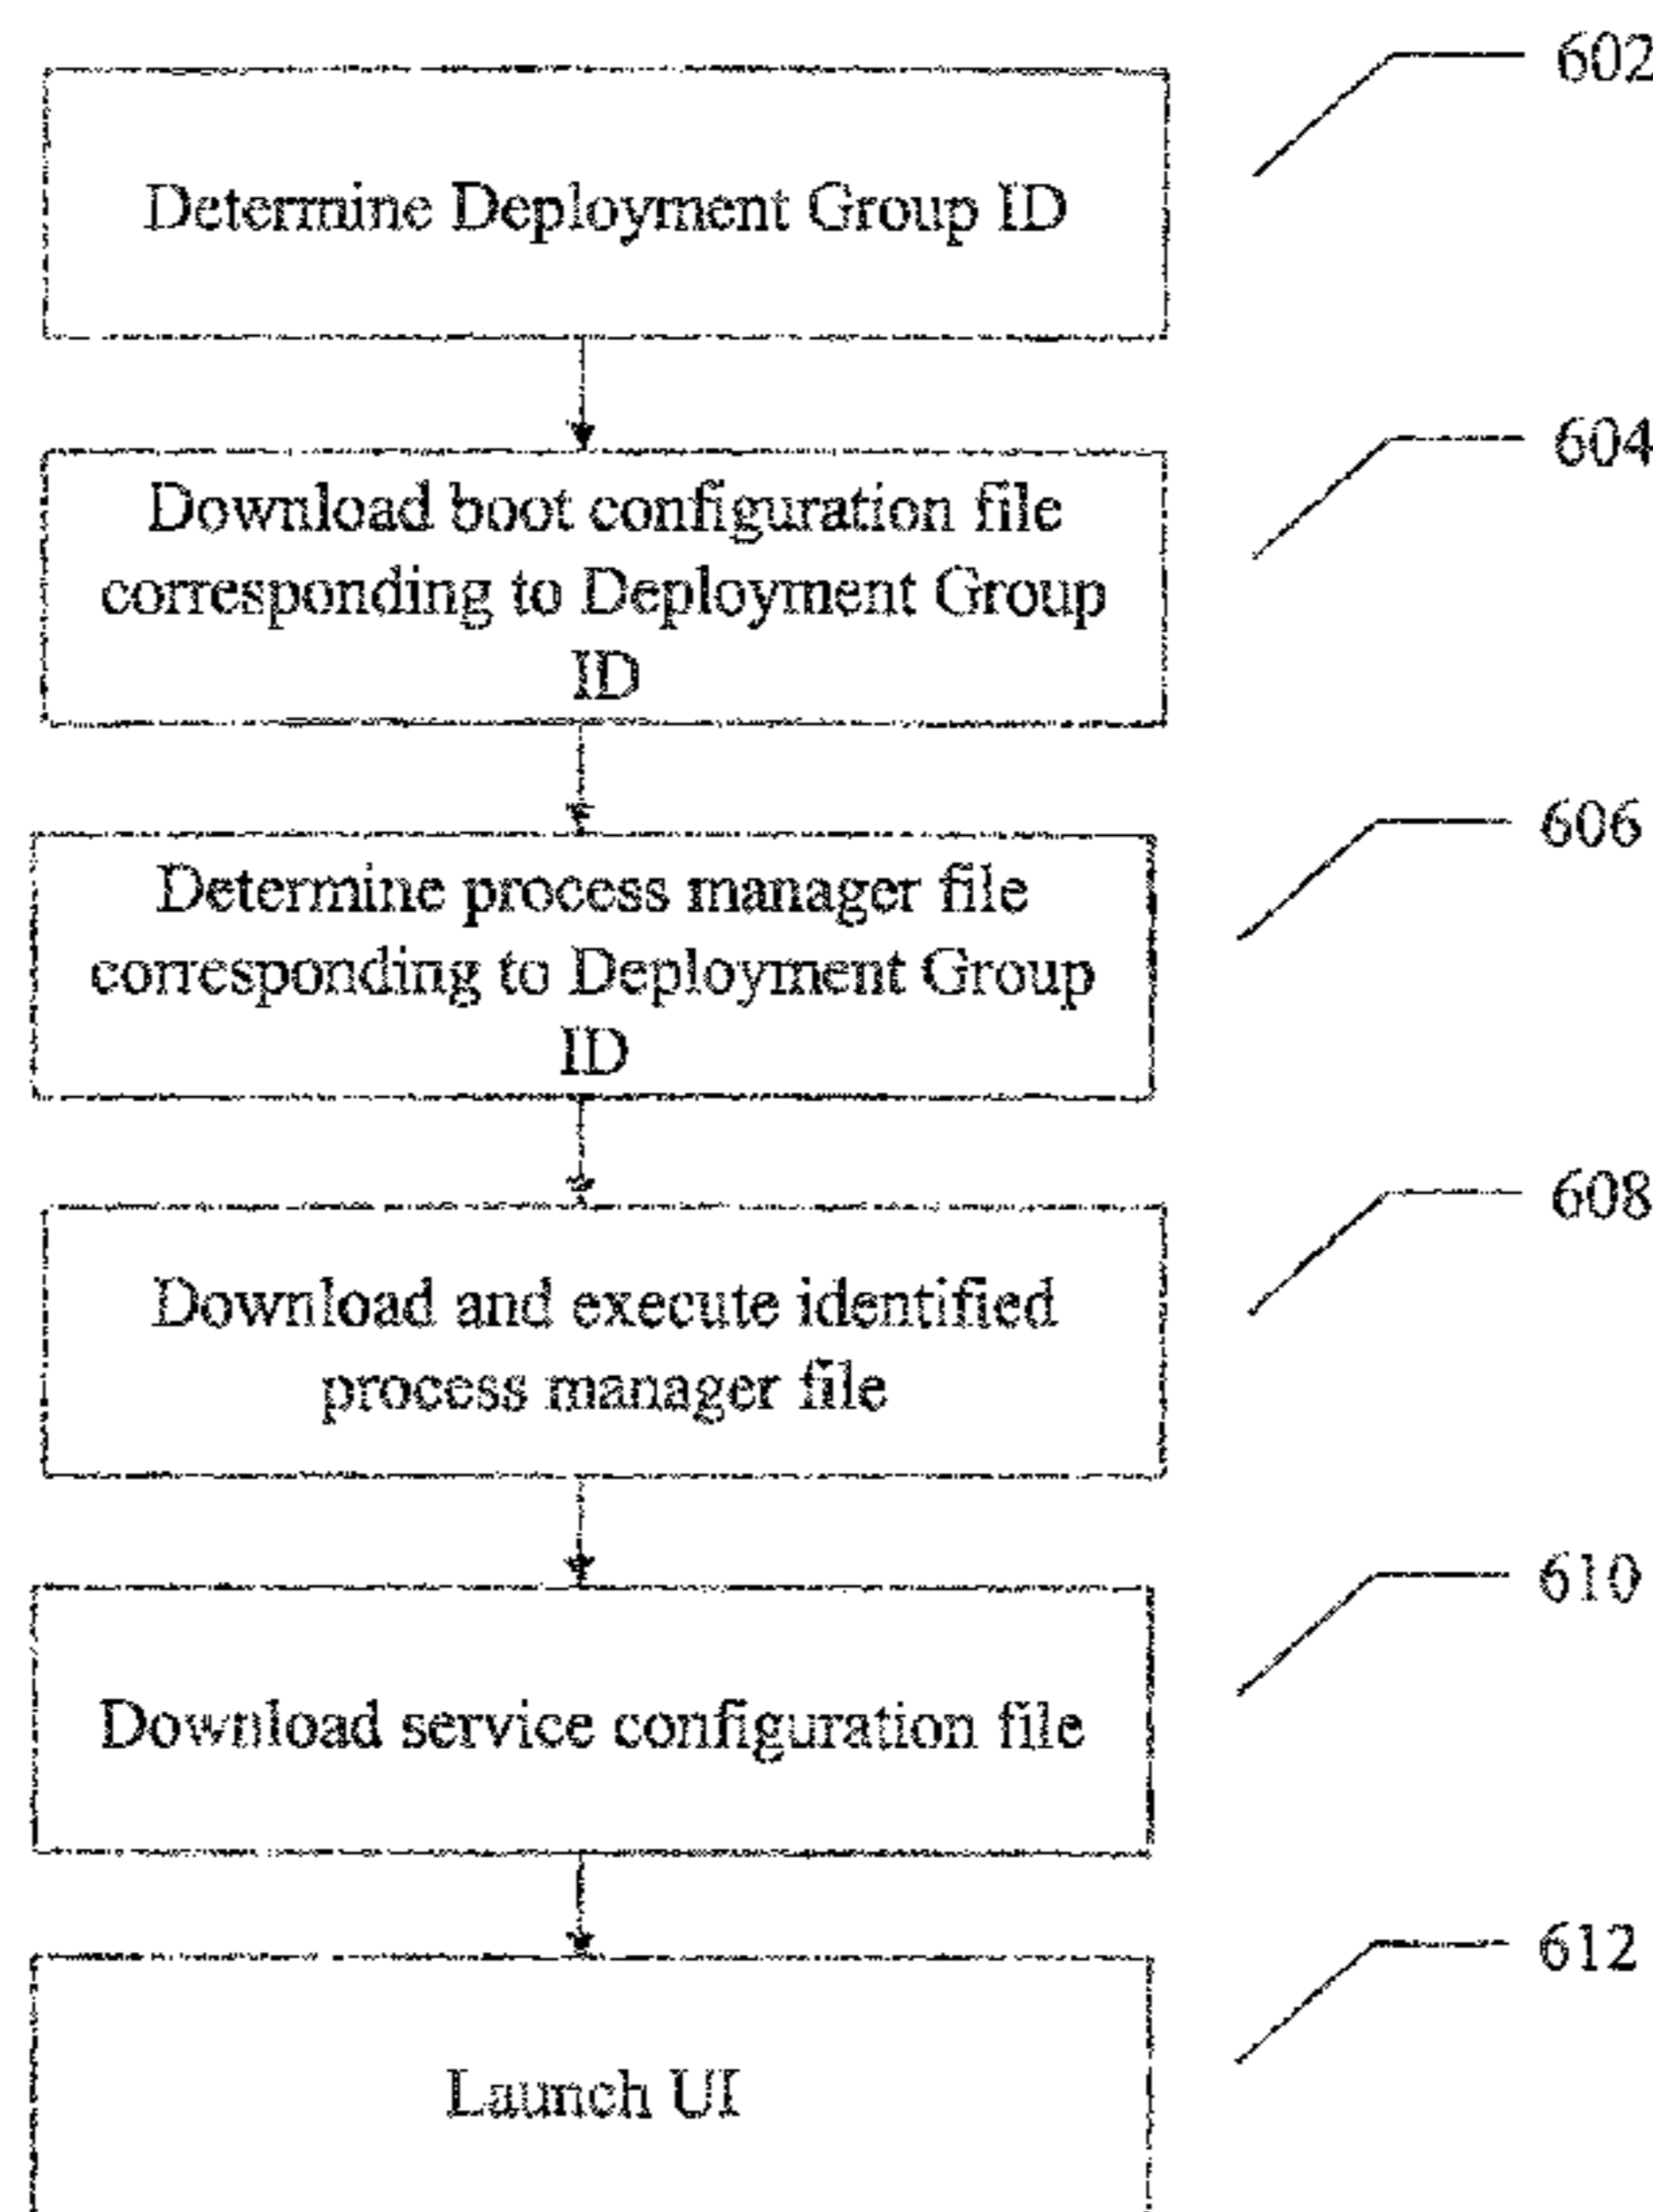 602
Determine Deployment Group ID
604
Download boot configuration file
corresponding to Deployment Group
ID
606
Determine process manager file
corresponding to Deployment Group
ID
608
Download and execute identified
process manager file
610
Download service configuration file
612
Launch UI